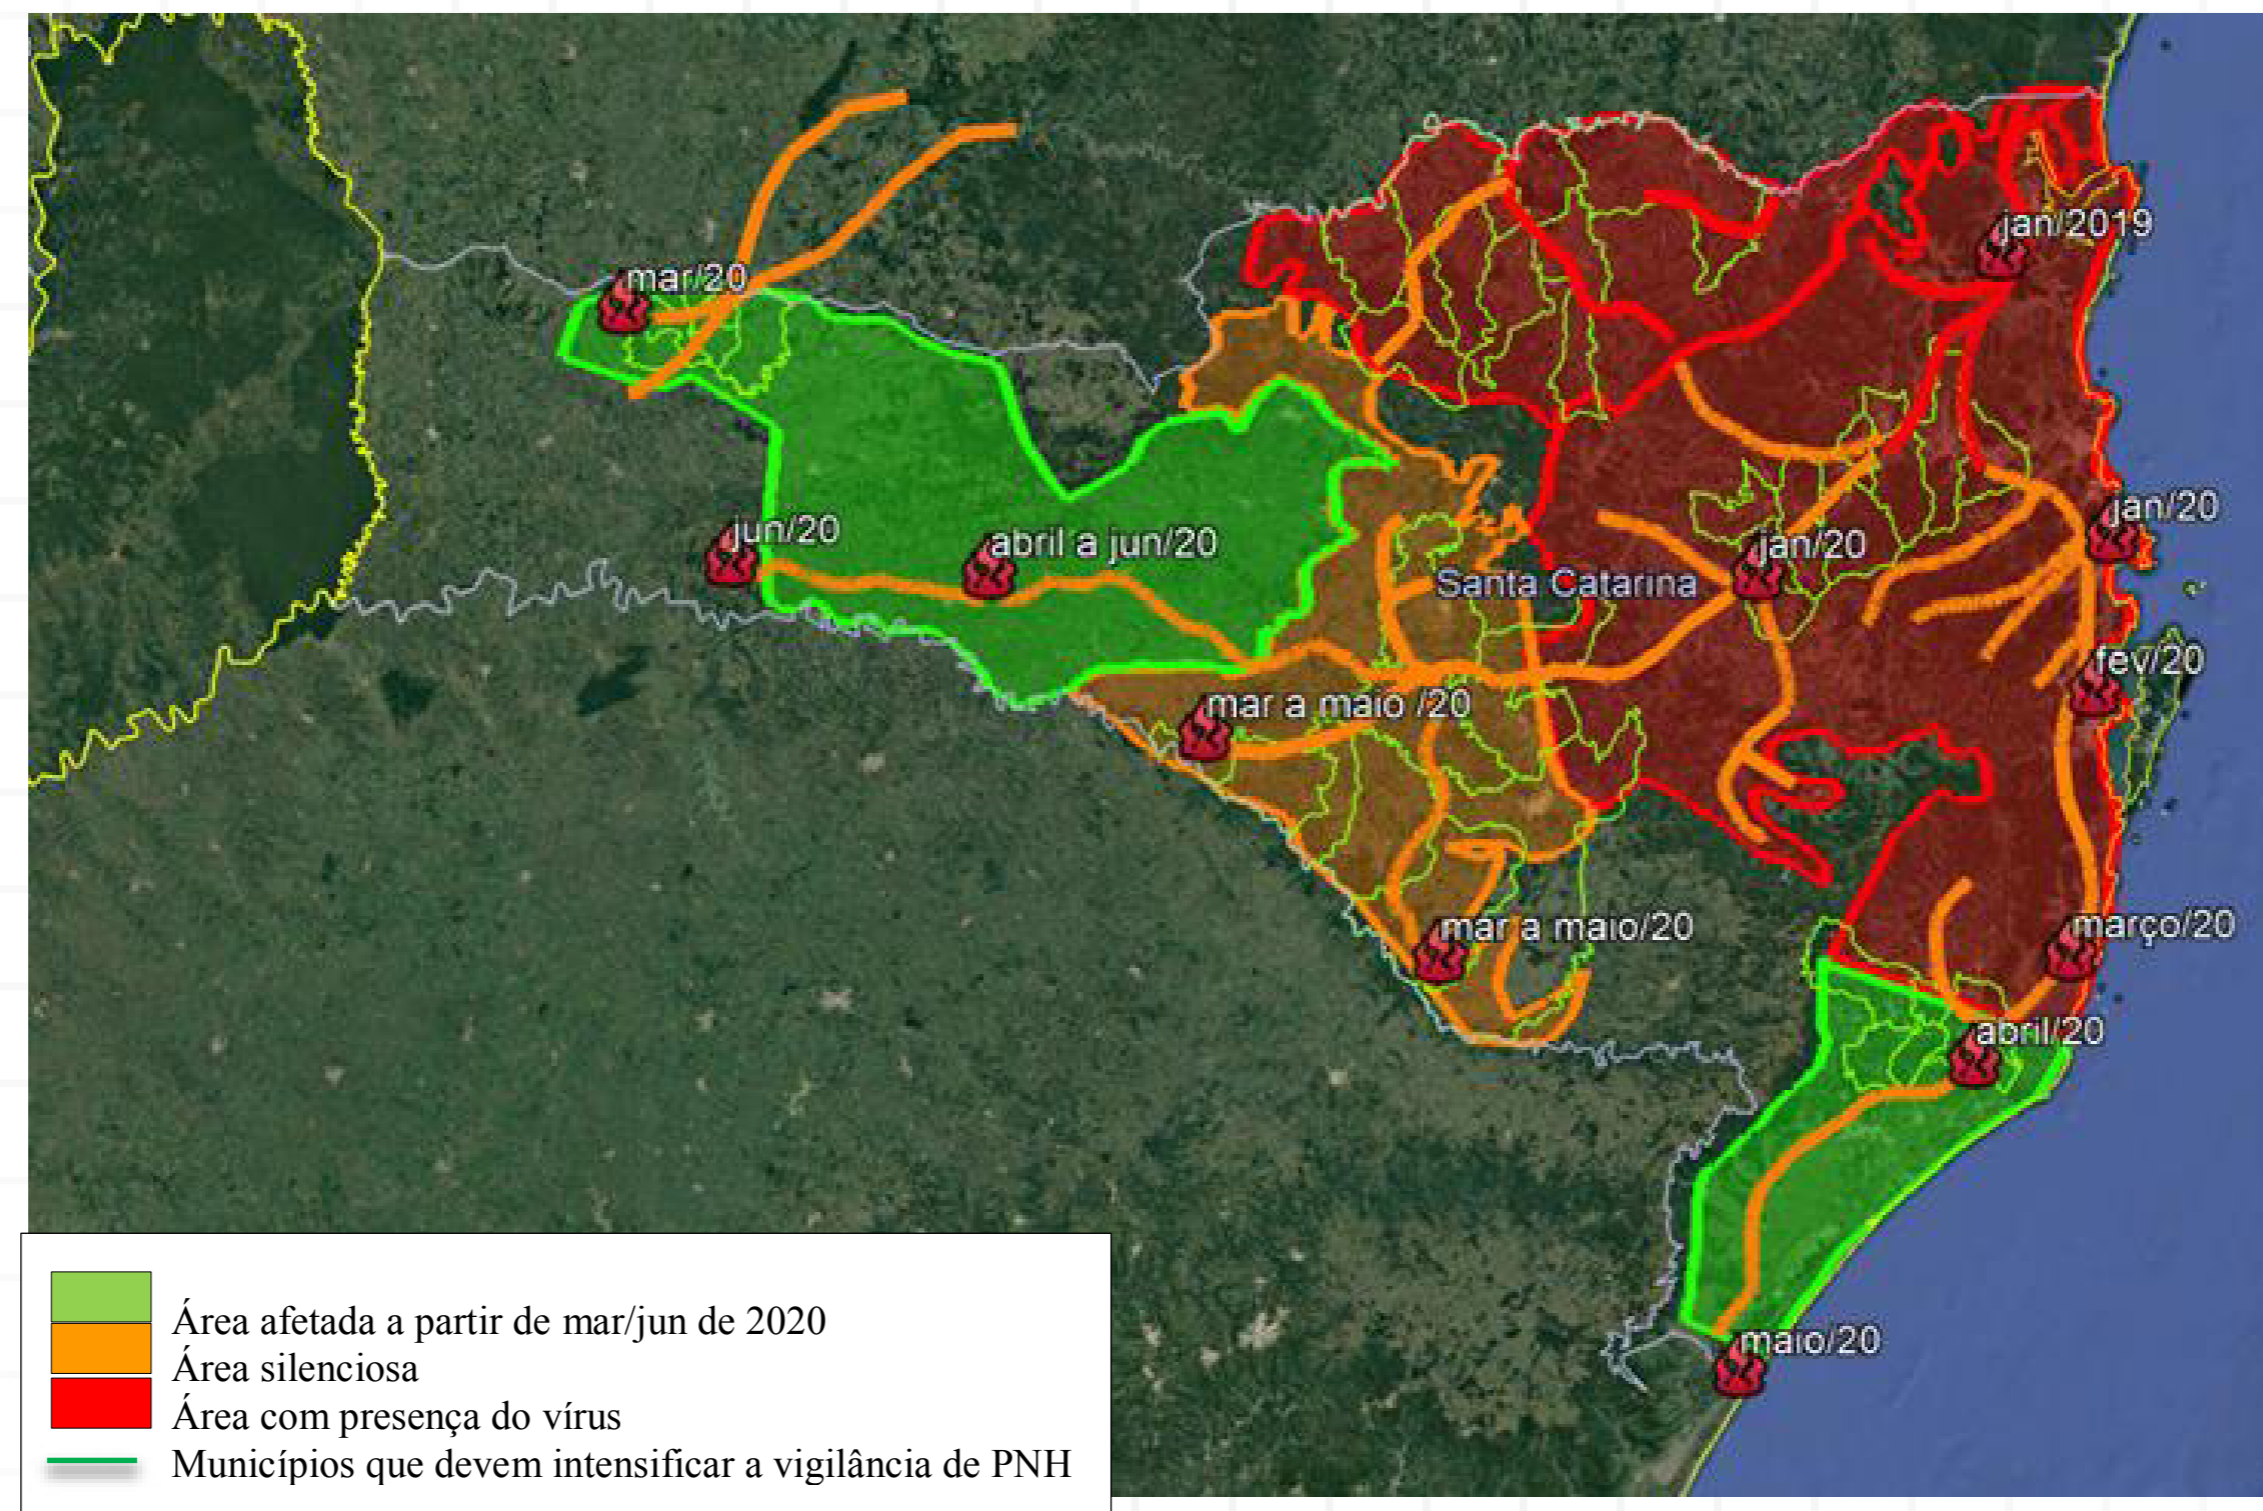 jan/2019
mar/20
jan/20
jun/20
abril a jun/20
jan/20
Santa Catarina
fev/20
mar a maio /20
mar a maio/20
março/20
abril/20
maio/20
Área afetada a partir de mar/jun de 2020
Área silenciosa
Área com presença do vírus
Municípios que devem intensificar a vigilância de PNH